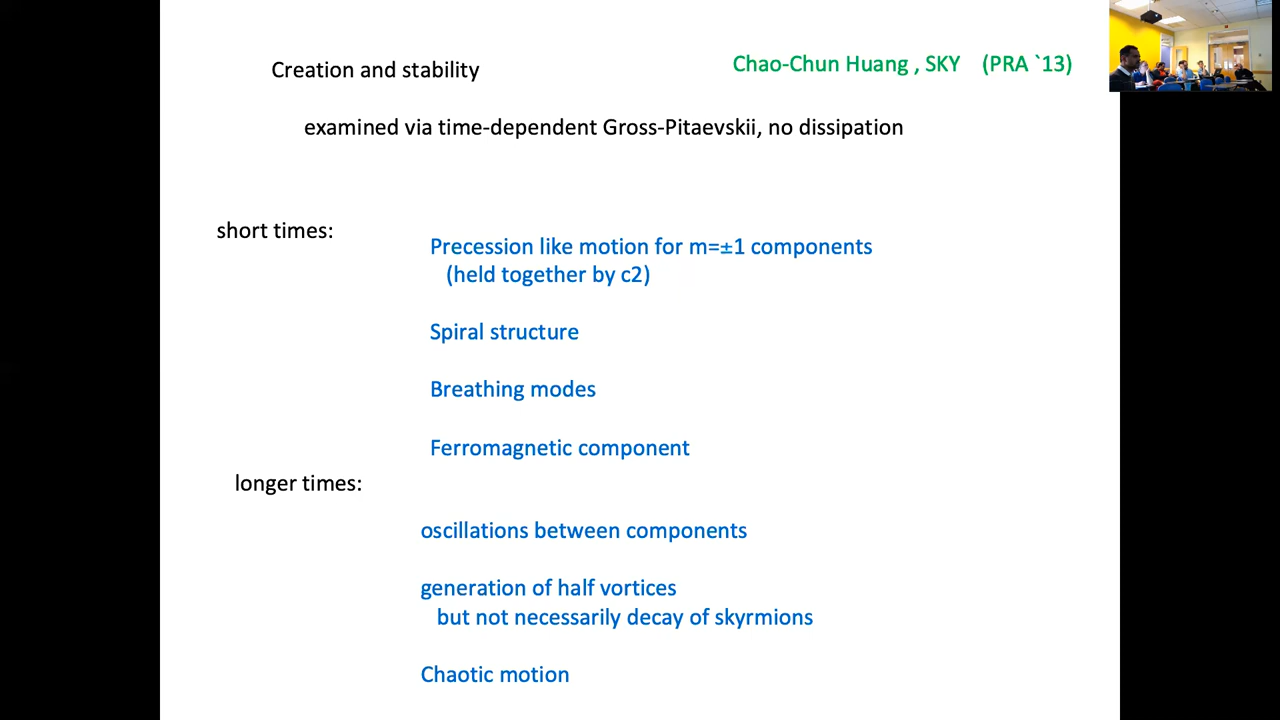 Creation and stability
Chao-Chun Huang , SKY (PRA `13)
examined via time-dependent Gross-Pitaevskii, no dissipation
short times:
Precession like motion for m=±1 components
(held together by c2)
Spiral structure
Breathing modes
Ferromagnetic component
longer times:
oscillations between components
generation of half vortices
but not necessarily decay of skyrmions
Chaotic motion